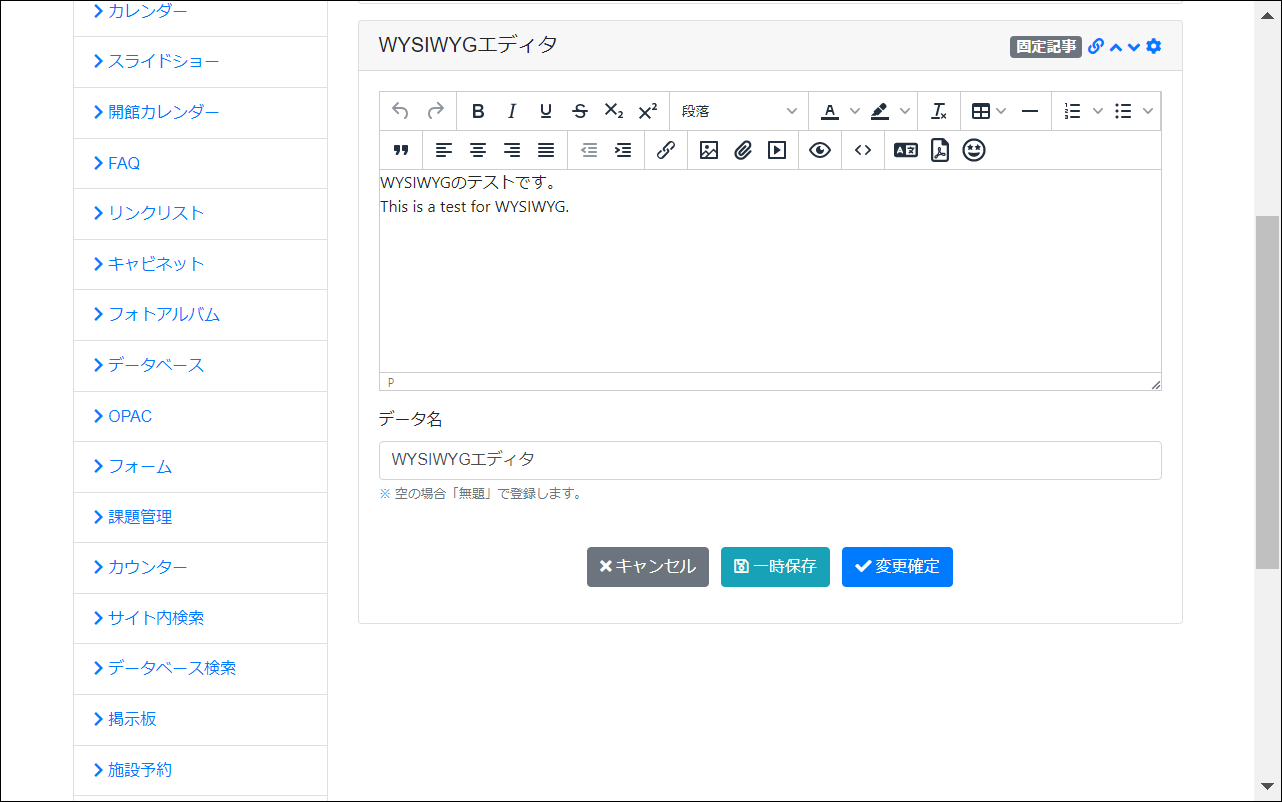 カレンダー
スライドショー
開館カレンダー
FAQ
リンクリスト
キャビネット
フォトアルバム
データベース
OPAC
フォーム
課題管理
カウンター
サイト内検索
データベース検索
掲示板
施設予約
WYSIWYGエディタ
固定記事
段落
WYSIWYGのテストです。
This is a test for WYSIWYG.
P
データ名
WYSIWYGエディタ
※ 空の場合「無題」で登録します。
キャンセル 一時保存 変更確定